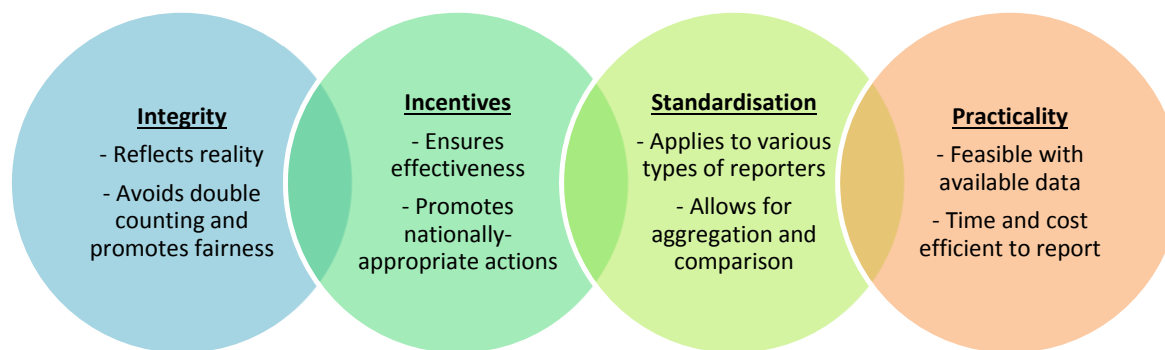 Integrity
- Reflects reality
- Avoids double
counting and
promotes fairness
Incentives
- Ensures
effectiveness
- Promotes
nationally-
appropriate actions
Standardisation
- Applies to various
types of reporters
- Allows for
aggregation and
comparison
Practicality
- Feasible with
available data
- Time and cost
efficient to report